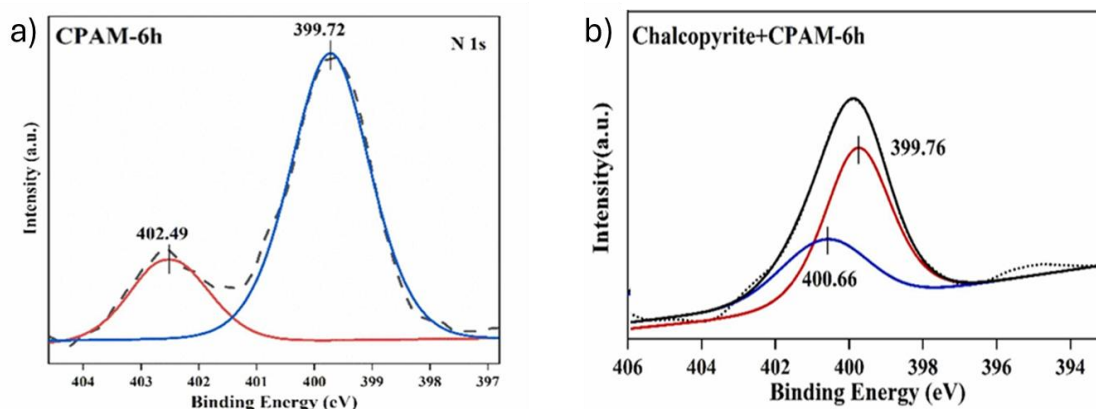 a)
CPAM-6h
399.72
N 1s
402.49
Intensity (a.u.)
404 403 402 401 400 399 398 397
Binding Energy (eV)
b)
Chalcopyrite+CPAM-6h
399.76
400.66
Intensity(a.u.)
406 404 402 400 398 396 394
Binding Energy (eV)